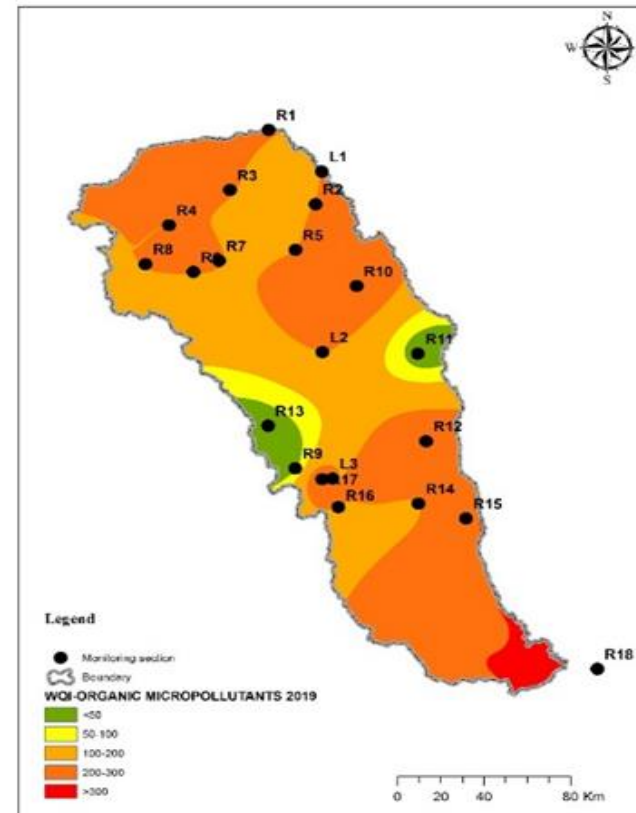 N
W E
S
R1
L1
R3
R2
R4
R5
R8
R7
R10
L2
R11
R13
R12
R9
L3
R17
R16
R14
R15
R18
Legend
Monitoring section
Boundary
WQI-ORGANIC MICROPOLLUTANTS 2019
<50
50-100
100-200
200-300
>300
0 20 40 80 Km